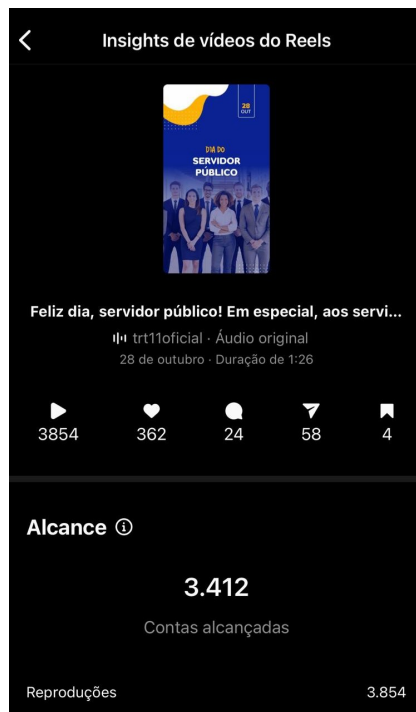 Insights de vídeos do Reels
28
OUT
DIA DO
SERVIDOR
PÚBLICO
Feliz dia, servidor público! Em especial, aos servi...
trt11oficial · Áudio original
28 de outubro · Duração de 1:26
3854 362 24 58 4
Alcance
3.412
Contas alcançadas
Reproduções 3.854